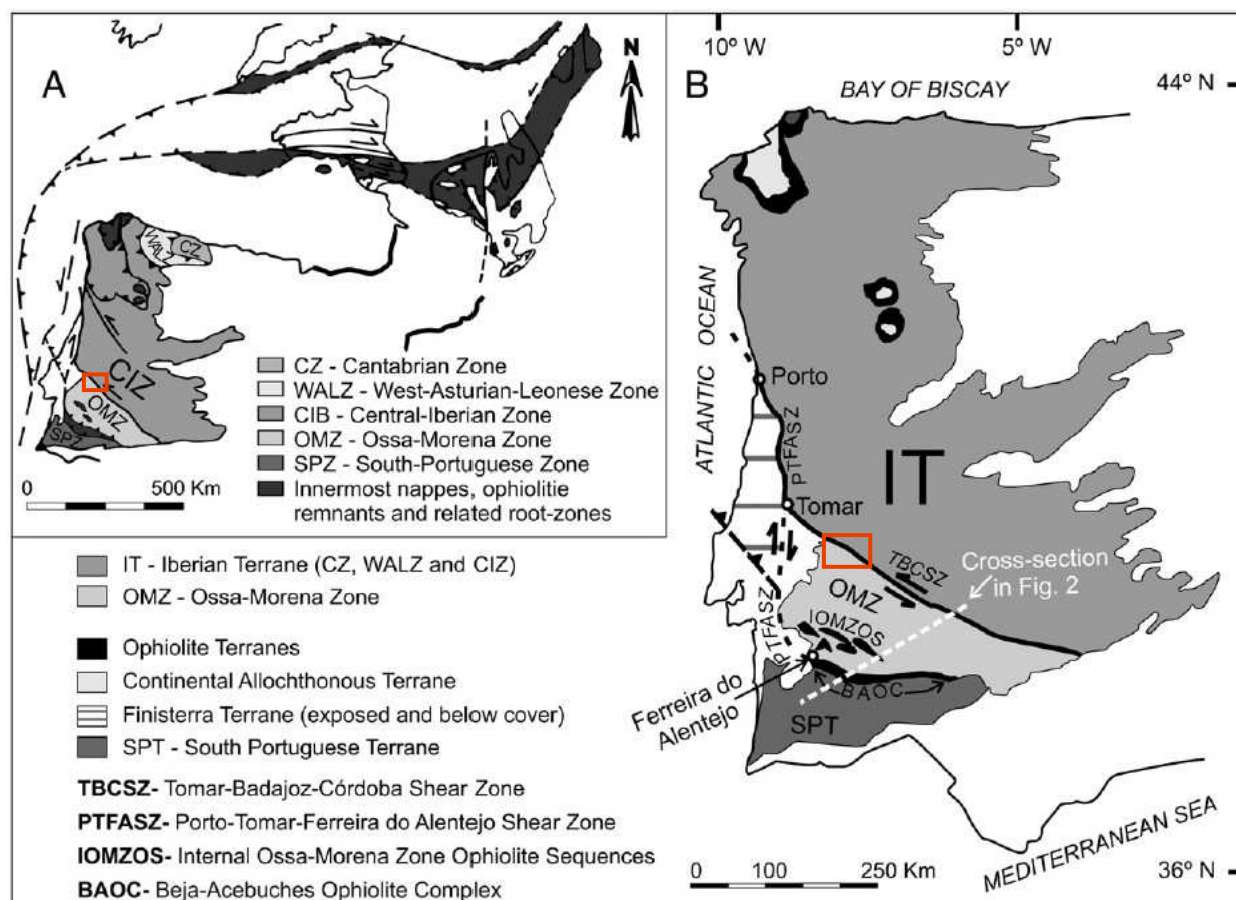 A
N
WALZ
CZ
CIZ
OMZ
SPZ
CZ - Cantabrian Zone
WALZ - West-Asturian-Leonese Zone
CIB - Central-Iberian Zone
OMZ - Ossa-Morena Zone
SPZ - South-Portuguese Zone
Innermost nappes, ophiolitie
remnants and related root-zones
0 500 Km
IT - Iberian Terrane (CZ, WALZ and CIZ)
OMZ - Ossa-Morena Zone
Ophiolite Terranes
Continental Allochthonous Terrane
Finisterra Terrane (exposed and below cover)
SPT - South Portuguese Terrane
TBCSZ- Tomar-Badajoz-Córdoba Shear Zone
PTFASZ- Porto-Tomar-Ferreira do Alentejo Shear Zone
IOMZOS- Internal Ossa-Morena Zone Ophiolite Sequences
BAOC- Beja-Acebuches Ophiolite Complex
10º W 5º W
B
BAY OF BISCAY
44º N
ATLANTIC OCEAN
Porto
PTFASZ
IT
Tomar
TBCSZ
Cross-section
in Fig. 2
OMZ
IOMZOS
PTFASZ
BAOC
Ferreira do
Alentejo
SPT
MEDITERRANEAN SEA
0 100 250 Km
36º N